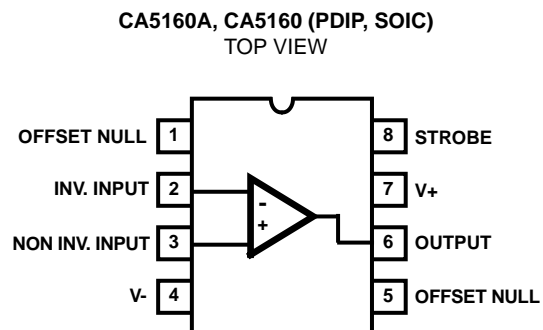 CA5160A, CA5160 (PDIP, SOIC)
TOP VIEW
OFFSET NULL 1 8 STROBE
INV. INPUT 2 - 7 V+
NON INV. INPUT 3 + 6 OUTPUT
V- 4 5 OFFSET NULL